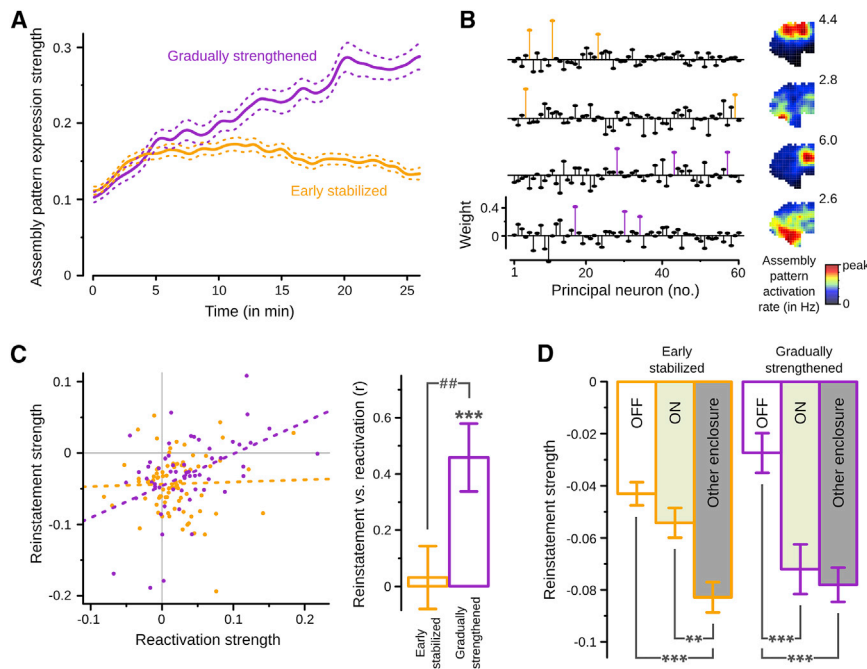 A
Assembly pattern expression strength
0.3
0.2
0.1
0
Gradually strengthened
Early stabilized
0 5 10 15 20 25
Time (in min)
B
4.4
2.8
6.0
2.6
Weight
0.4
0
1 20 40 60
Principal neuron (no.)
Assembly
pattern
activation
rate (in Hz)
peak
0
C
Reinstatement strength
0.1
0
-0.1
-0.2
-0.1 0 0.1 0.2
Reactivation strength
Reinstatement vs. reactivation (r)
0.6
0.4
0.2
0
##
***
Early
stabilized
Gradually
strengthened
D
Early
stabilized
Gradually
strengthened
Reinstatement strength
0
-0.02
-0.04
-0.06
-0.08
-0.1
OFF
ON
Other enclosure
OFF
ON
Other enclosure
**
***
***
***